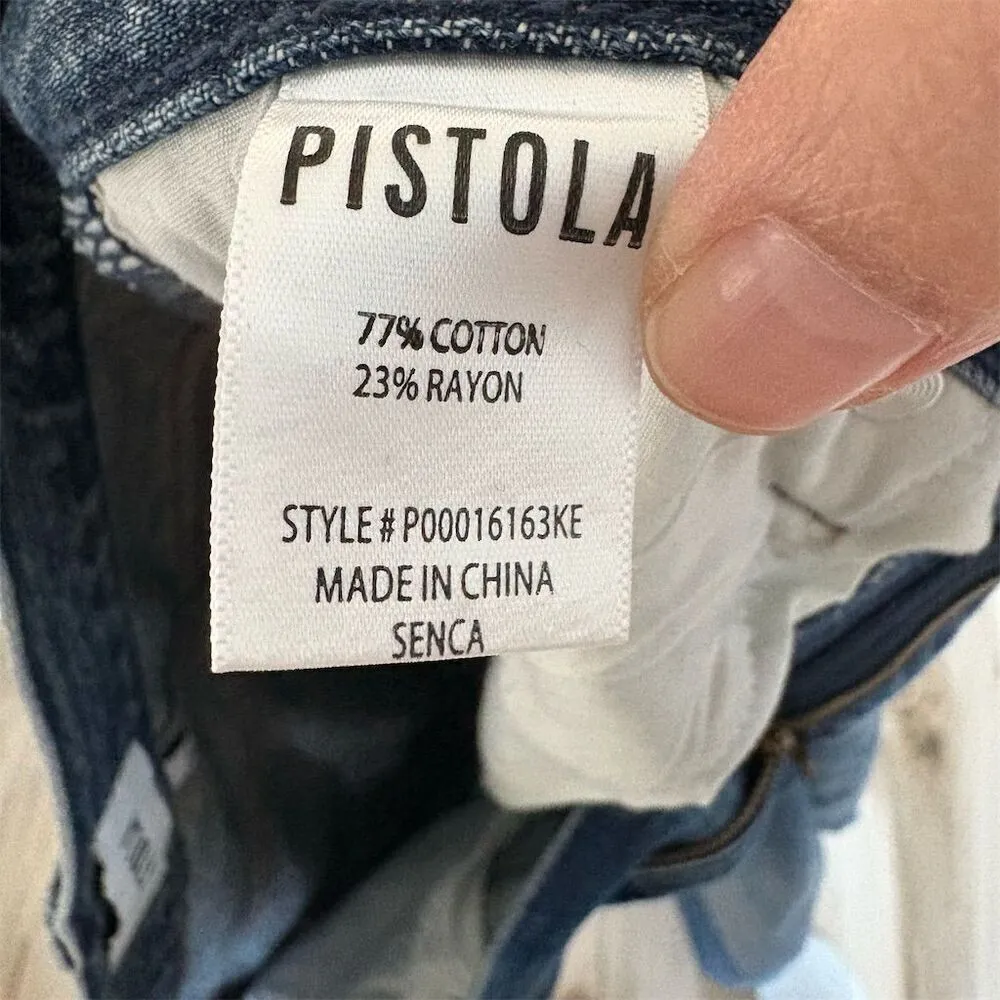 PISTOLA
77% COTTON
23% RAYON
STYLE # P00016163KE
MADE IN CHINA
SENCA